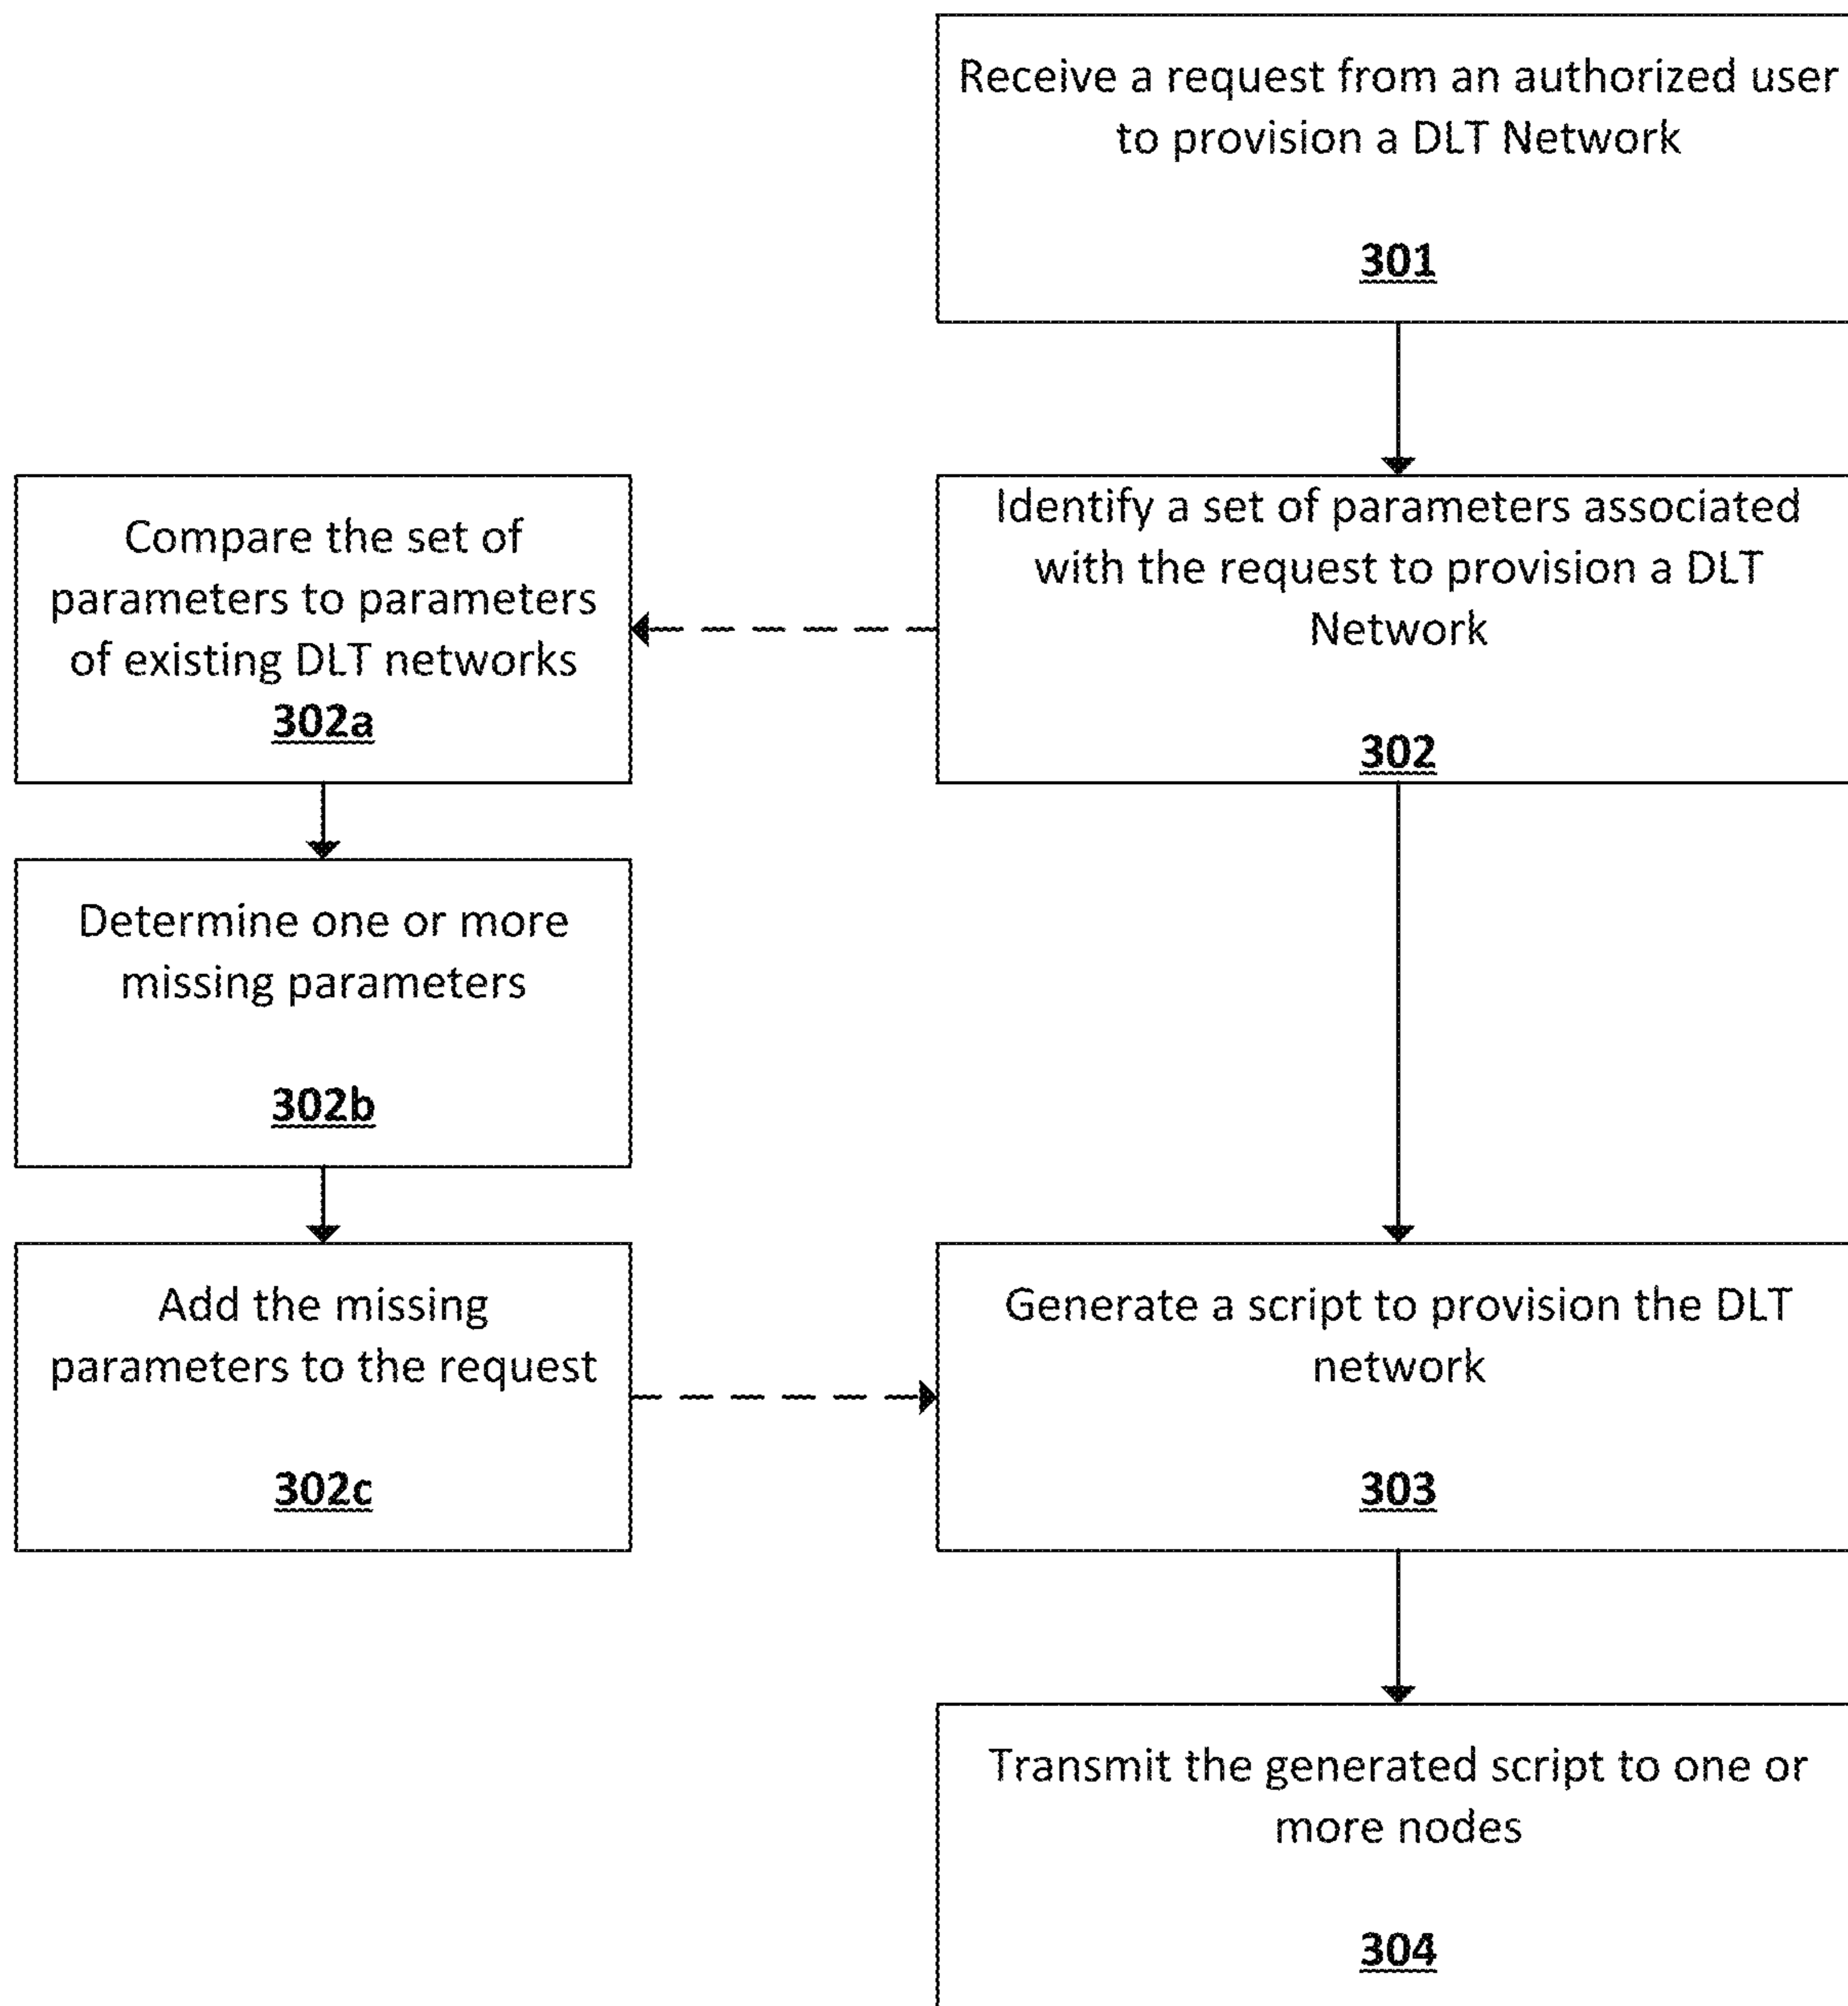 Receive a request from an authorized user
to provision a DLT Network
301
Identify a set of parameters associated
with the request to provision a DLT
Network
302
Compare the set of
parameters to parameters
of existing DLT networks
302a
Determine one or more
missing parameters
302b
Add the missing
parameters to the request
302c
Generate a script to provision the DLT
network
303
Transmit the generated script to one or
more nodes
304